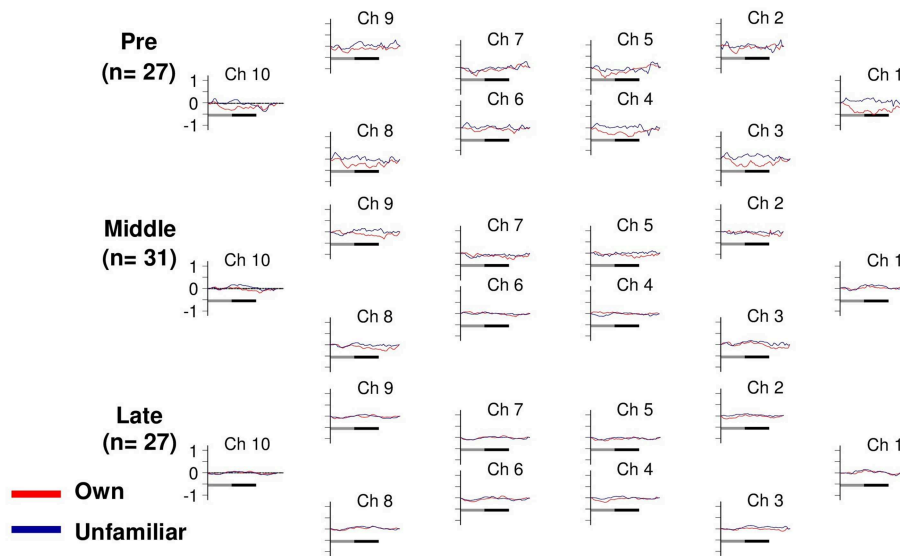 Pre
(n= 27)
Ch 9
Ch 2
Ch 7
Ch 5
Ch 10
Ch 1
1
0
-1
Ch 6
Ch 4
Ch 8
Ch 3
Middle
(n= 31)
Ch 9
Ch 2
Ch 7
Ch 5
Ch 10
Ch 1
1
0
-1
Ch 6
Ch 4
Ch 8
Ch 3
Late
(n= 27)
Ch 9
Ch 2
Ch 7
Ch 5
Ch 10
Ch 1
1
0
-1
Ch 6
Ch 4
Ch 8
Ch 3
Own
Unfamiliar